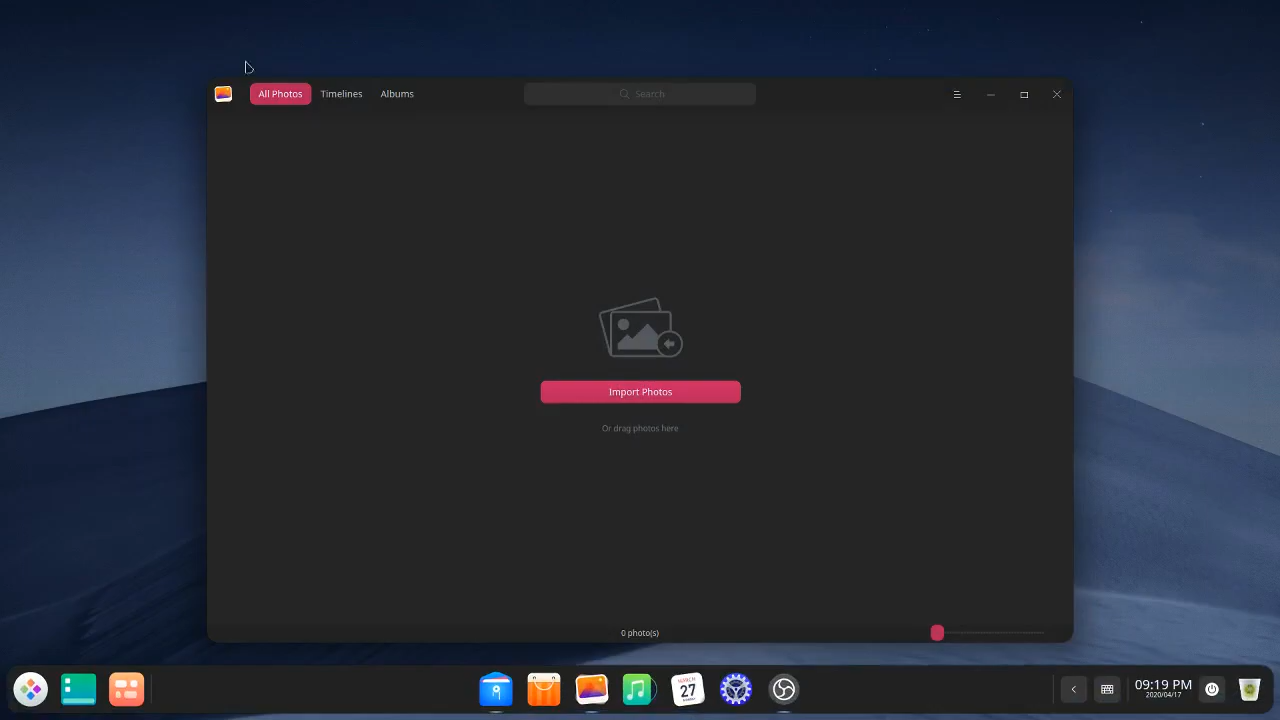 All Photos
Timelines
Albums
Search
Import Photos
Or drag photos here
0 photo(s)
MARCH
27
09:19 PM
2020/04/17